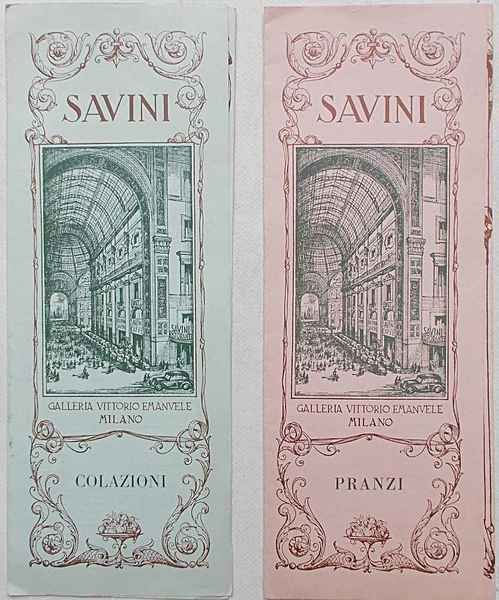 SAVINI
SAVINI
GALLERIA VITTORIO EMANVELE
MILANO
COLAZIONI
SAVINI
SAVINI
GALLERIA VITTORIO EMANVELE
MILANO
PRANZI